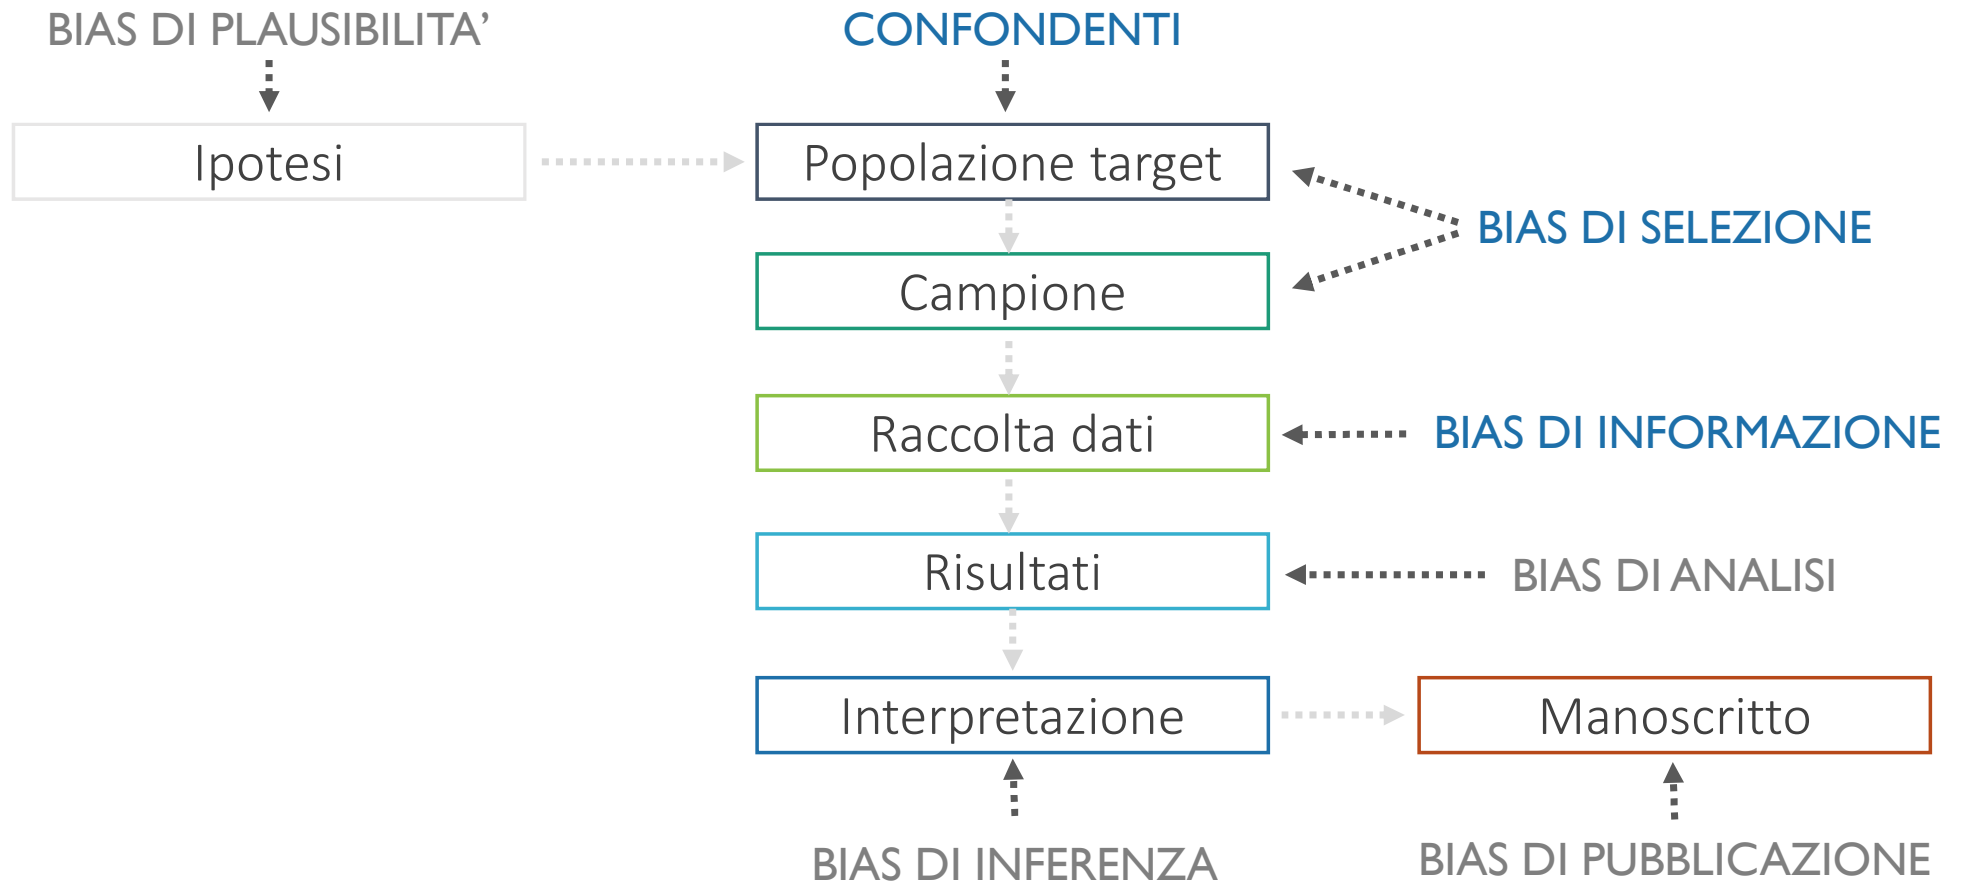 BIAS DI PLAUSIBILITA’
CONFONDENTI
Ipotesi
Popolazione target
BIAS DI SELEZIONE
Campione
Raccolta dati
BIAS DI INFORMAZIONE
Risultati
BIAS DI ANALISI
Interpretazione
Manoscritto
BIAS DI INFERENZA
BIAS DI PUBBLICAZIONE